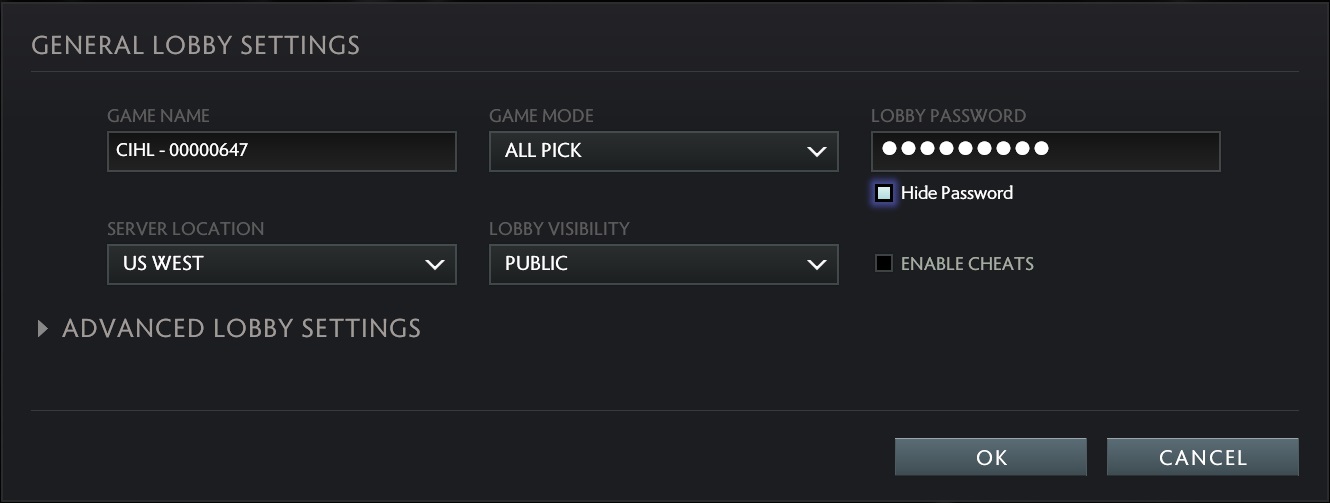 GENERAL LOBBY SETTINGS
GAME NAME
GAME MODE
LOBBY PASSWORD
CIHL - 00000647
ALL PICK
●●●●●●●●●
Hide Password
SERVER LOCATION
LOBBY VISIBILITY
US WEST
PUBLIC
ENABLE CHEATS
ADVANCED LOBBY SETTINGS
OK
CANCEL